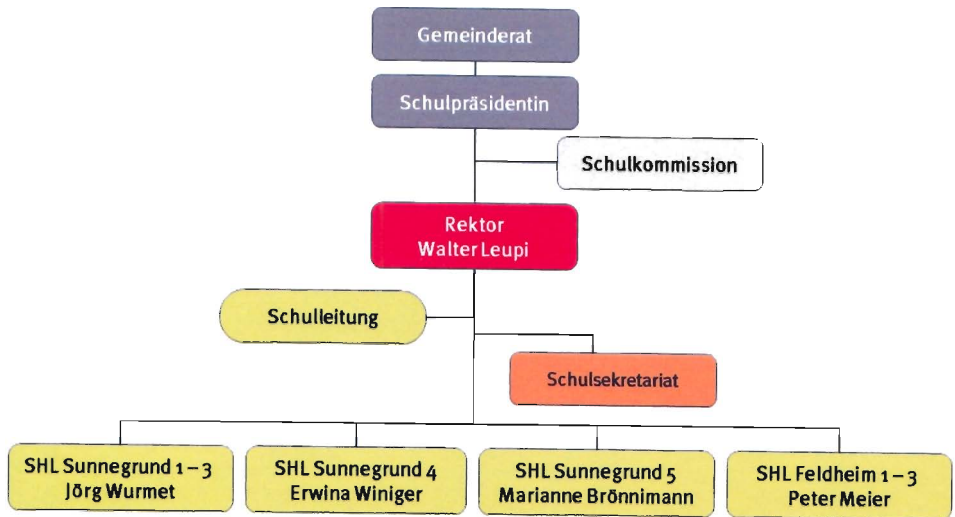 Gemeinderat
Schulpräsidentin
Schulkommission
Rektor
Walter Leupi
Schulleitung
Schulsekretariat
SHL Sunnegrund 1–3
Jörg Wurmet
SHL Sunnegrund 4
Erwina Winiger
SHL Sunnegrund 5
Marianne Brönnimann
SHL Feldheim 1–3
Peter Meier